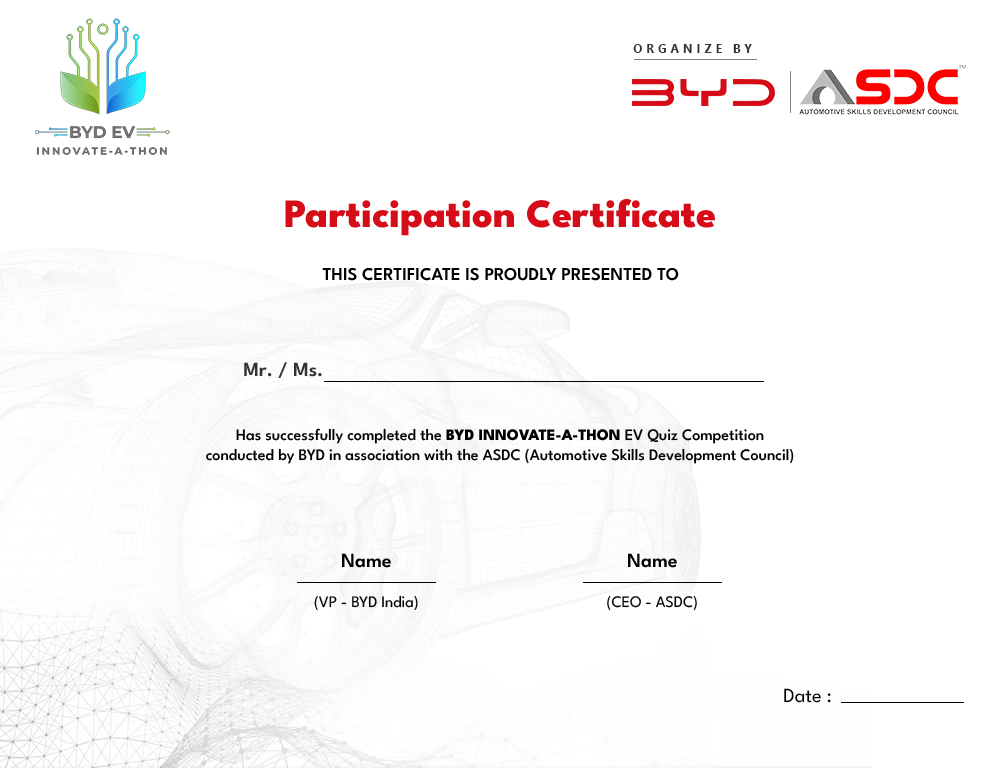 BYD EV
INNOVATE-A-THON
ORGANIZE BY
BYD
ASDC™
AUTOMOTIVE SKILLS DEVELOPMENT COUNCIL
Participation Certificate
THIS CERTIFICATE IS PROUDLY PRESENTED TO
Mr. / Ms.
Has successfully completed the BYD INNOVATE-A-THON EV Quiz Competition
conducted by BYD in association with the ASDC (Automotive Skills Development Council)
Name
Name
(VP - BYD India)
(CEO - ASDC)
Date :